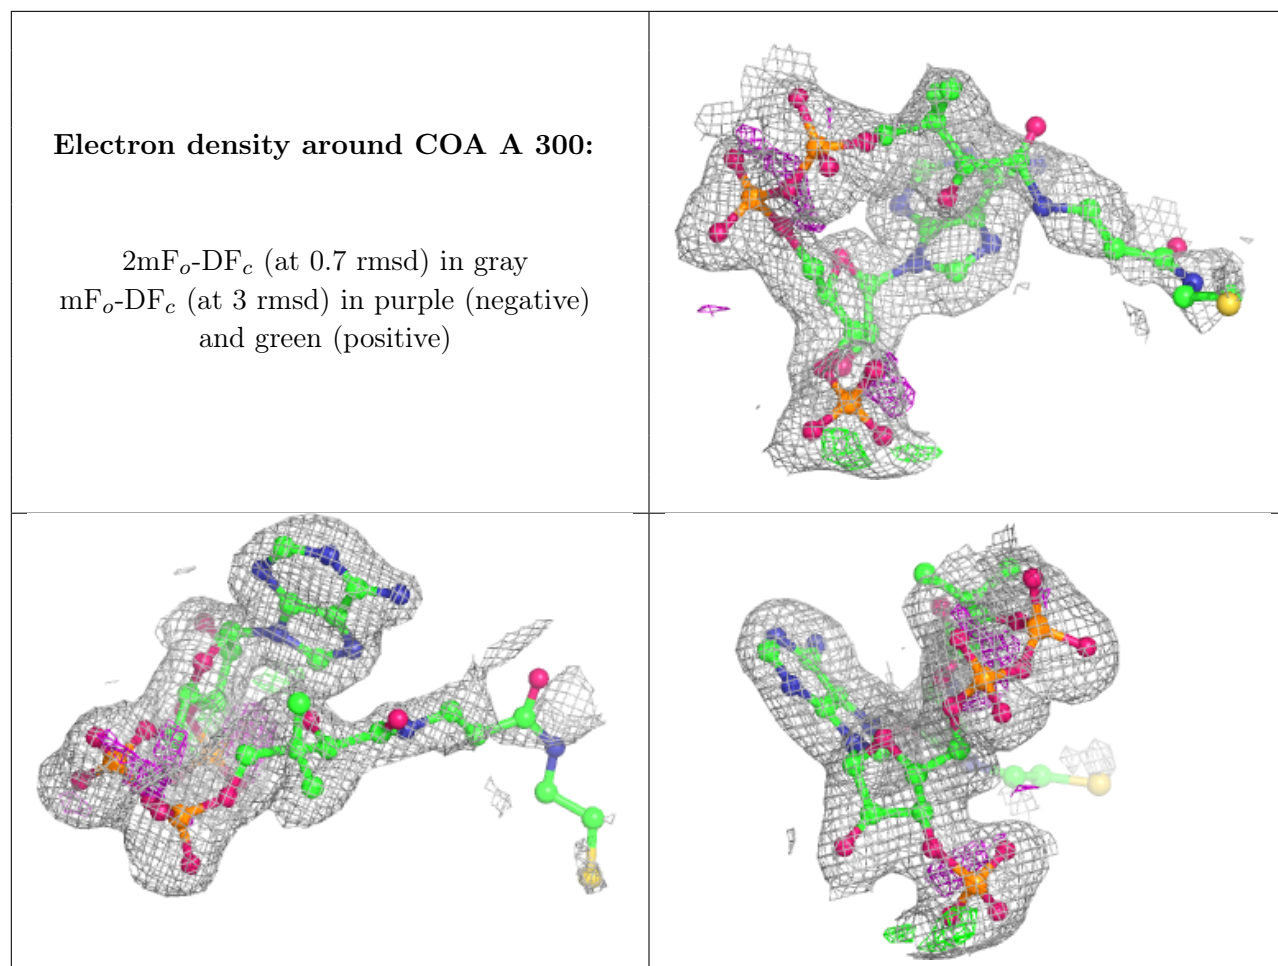 Electron density around COA A 300:
2mFo-DFc (at 0.7 rmsd) in gray
mFo-DFc (at 3 rmsd) in purple (negative)
and green (positive)